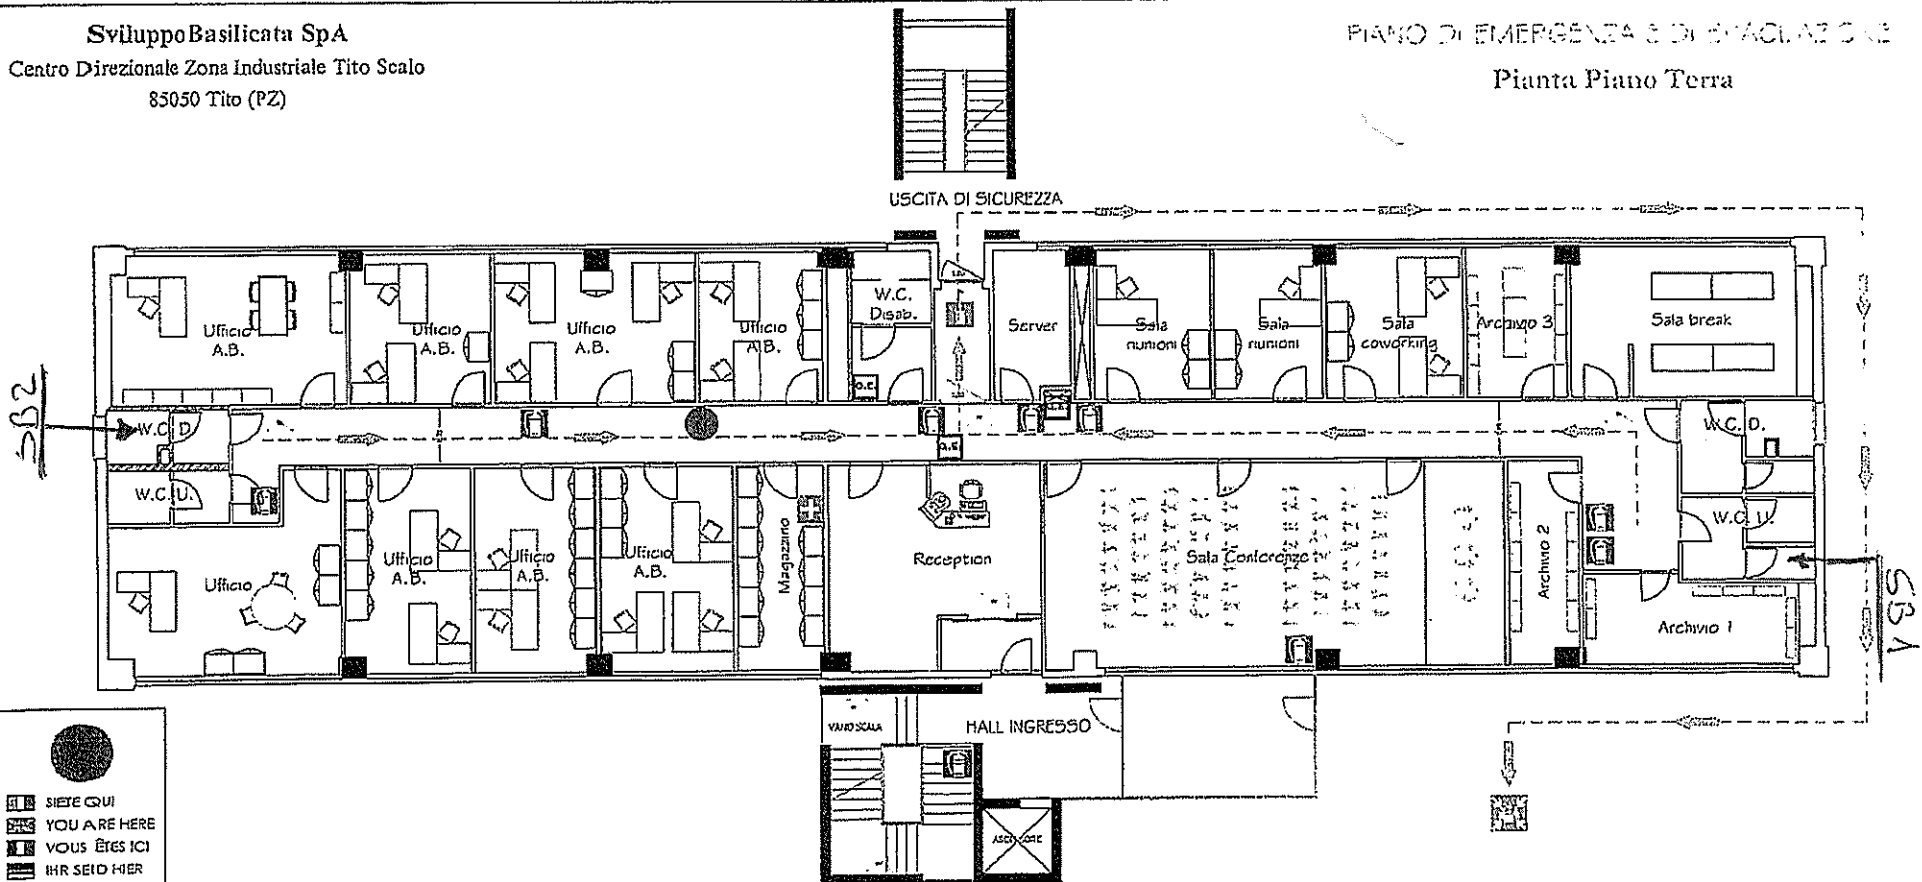 SviluppoBasilicata SpA
Centro Direzionale Zona Industriale Tito Scalo
85050 Tito (PZ)
PIANO DI EMERGENZA E DI EVACUAZIONE
Pianta Piano Terra
USCITA DI SICUREZZA
Ufficio
A.B.
Ufficio
A.B.
Ufficio
A.B.
Ufficio
A.B.
W.C.
Disab.
Server
Sala
riunioni
Sala
riunioni
Sala
coworking
Archivio 3
Sala break
Q.E.
SB2
W.C. D.
Q.E.
W.C. D.
W.C. U.
W.C. U.
Ufficio
Ufficio
A.B.
Ufficio
A.B.
Ufficio
A.B.
Magazzino
Reception
Sala Conferenze
Archivio 2
Archivio 1
VANO SCALA
HALL INGRESSO
ASCENSORE
SIETE QUI
YOU ARE HERE
VOUS ÊTES ICI
IHR SEID HIER